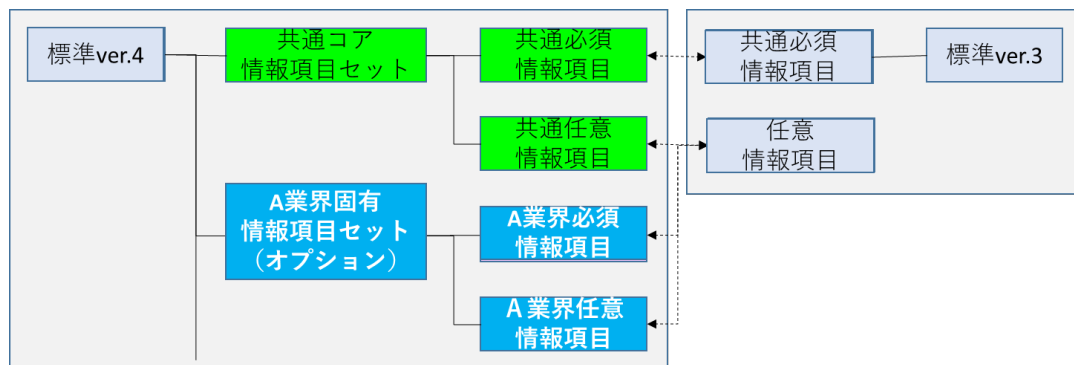 標準ver.4
共通コア
情報項目セット
共通必須
情報項目
共通必須
情報項目
標準ver.3
共通任意
情報項目
任意
情報項目
A業界固有
情報項目セット
（オプション）
A業界必須
情報項目
Ａ業界任意
情報項目